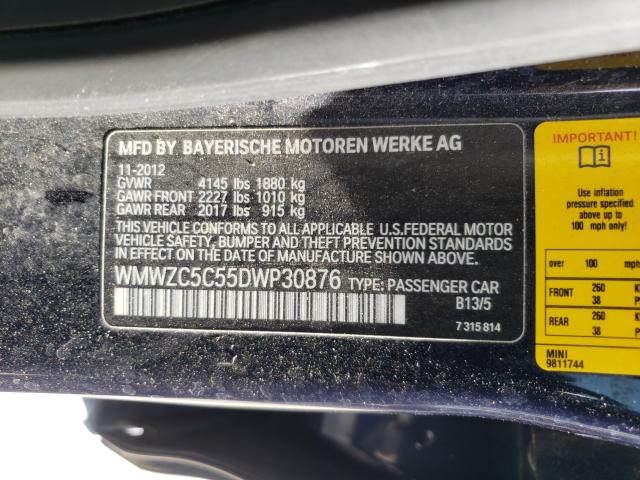 MFD BY BAYERISCHE MOTOREN WERKE AG
11-2012
GVWR 4145 lbs 1880 kg
GAWR FRONT 2227 lbs 1010 kg
GAWR REAR 2017 lbs 915 kg
THIS VEHICLE CONFORMS TO ALL APPLICABLE U.S.FEDERAL MOTOR
VEHICLE SAFETY, BUMPER AND THEFT PREVENTION STANDARDS
IN EFFECT ON THE DATE OF MANUFACTURE SHOWN ABOVE.
WMWZC5C55DWP30876 TYPE: PASSENGER CAR
B13/5
7 315 814
IMPORTANT!
Use inflation
pressure specified
above up to
100 mph only!
over 100 mph
FRONT 260
38
REAR 260
38
MINI
9811744